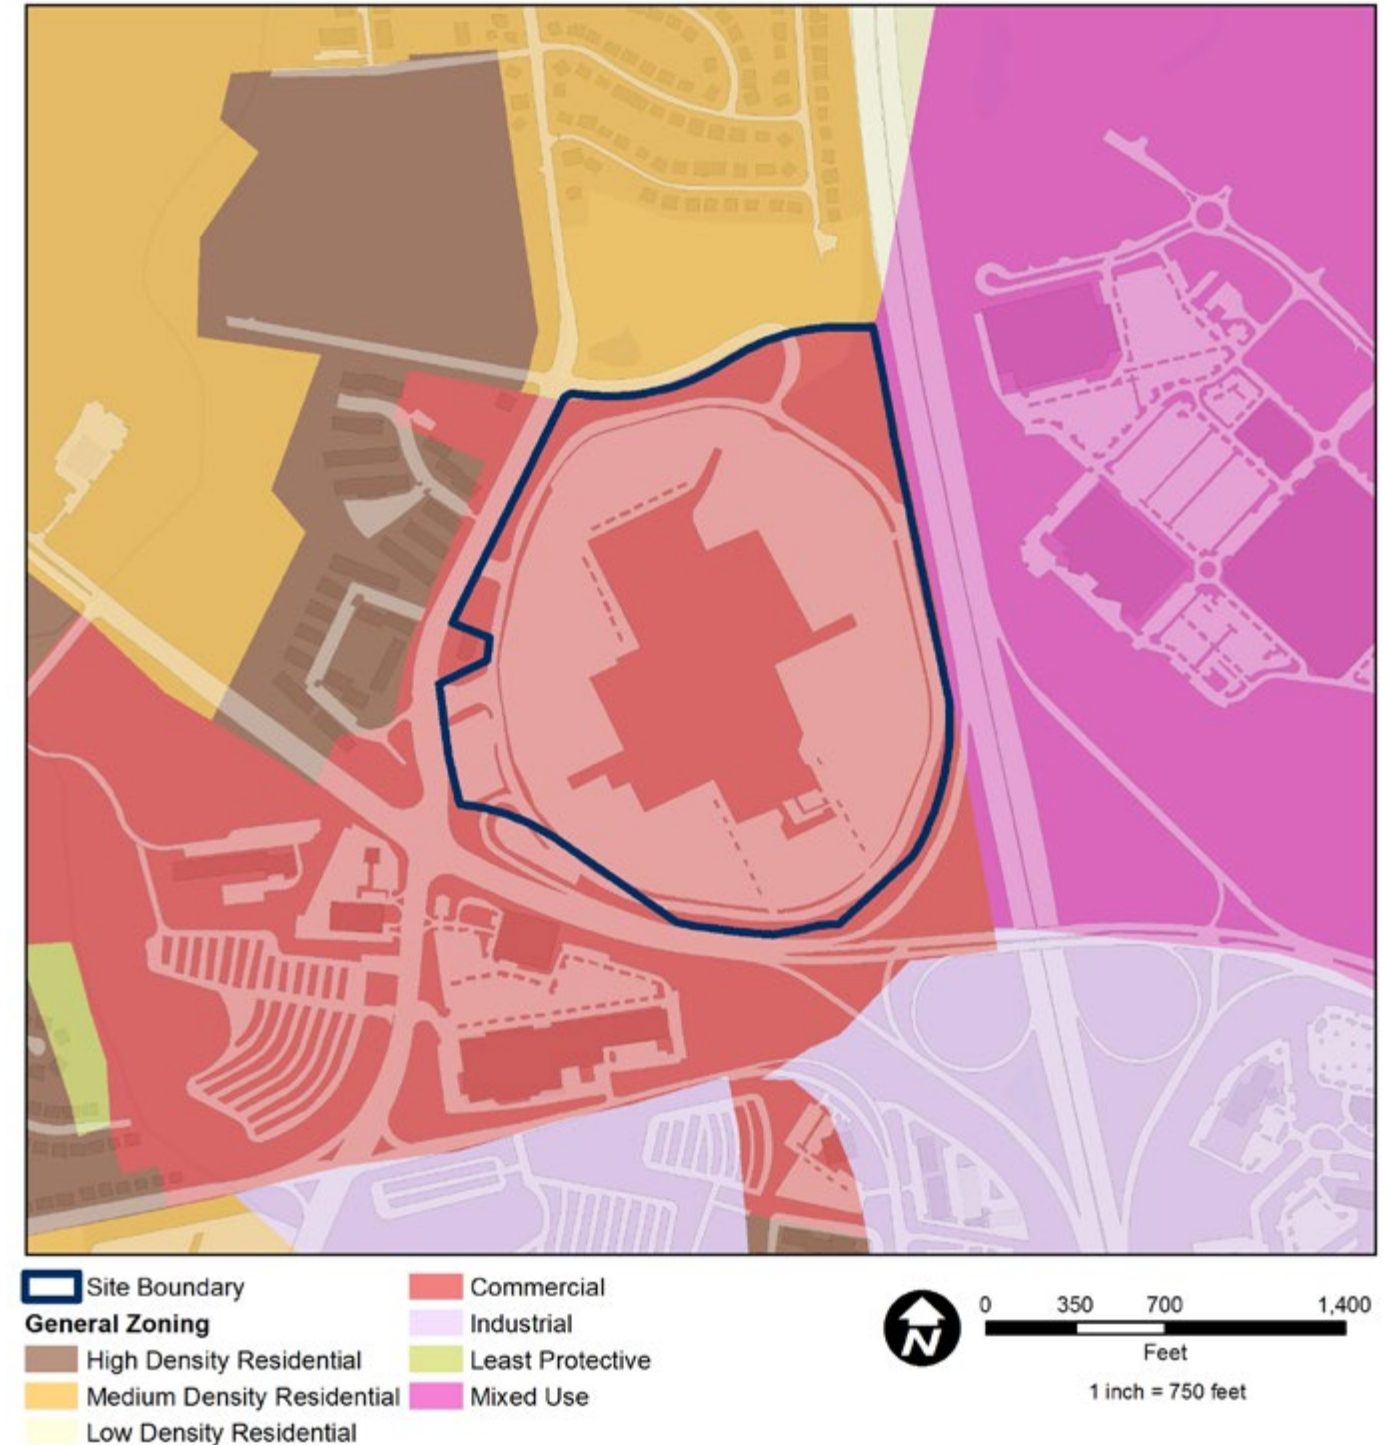 Site Boundary
General Zoning
High Density Residential
Medium Density Residential
Low Density Residential
Commercial
Industrial
Least Protective
Mixed Use
N
0 350 700 1,400
Feet
1 inch = 750 feet